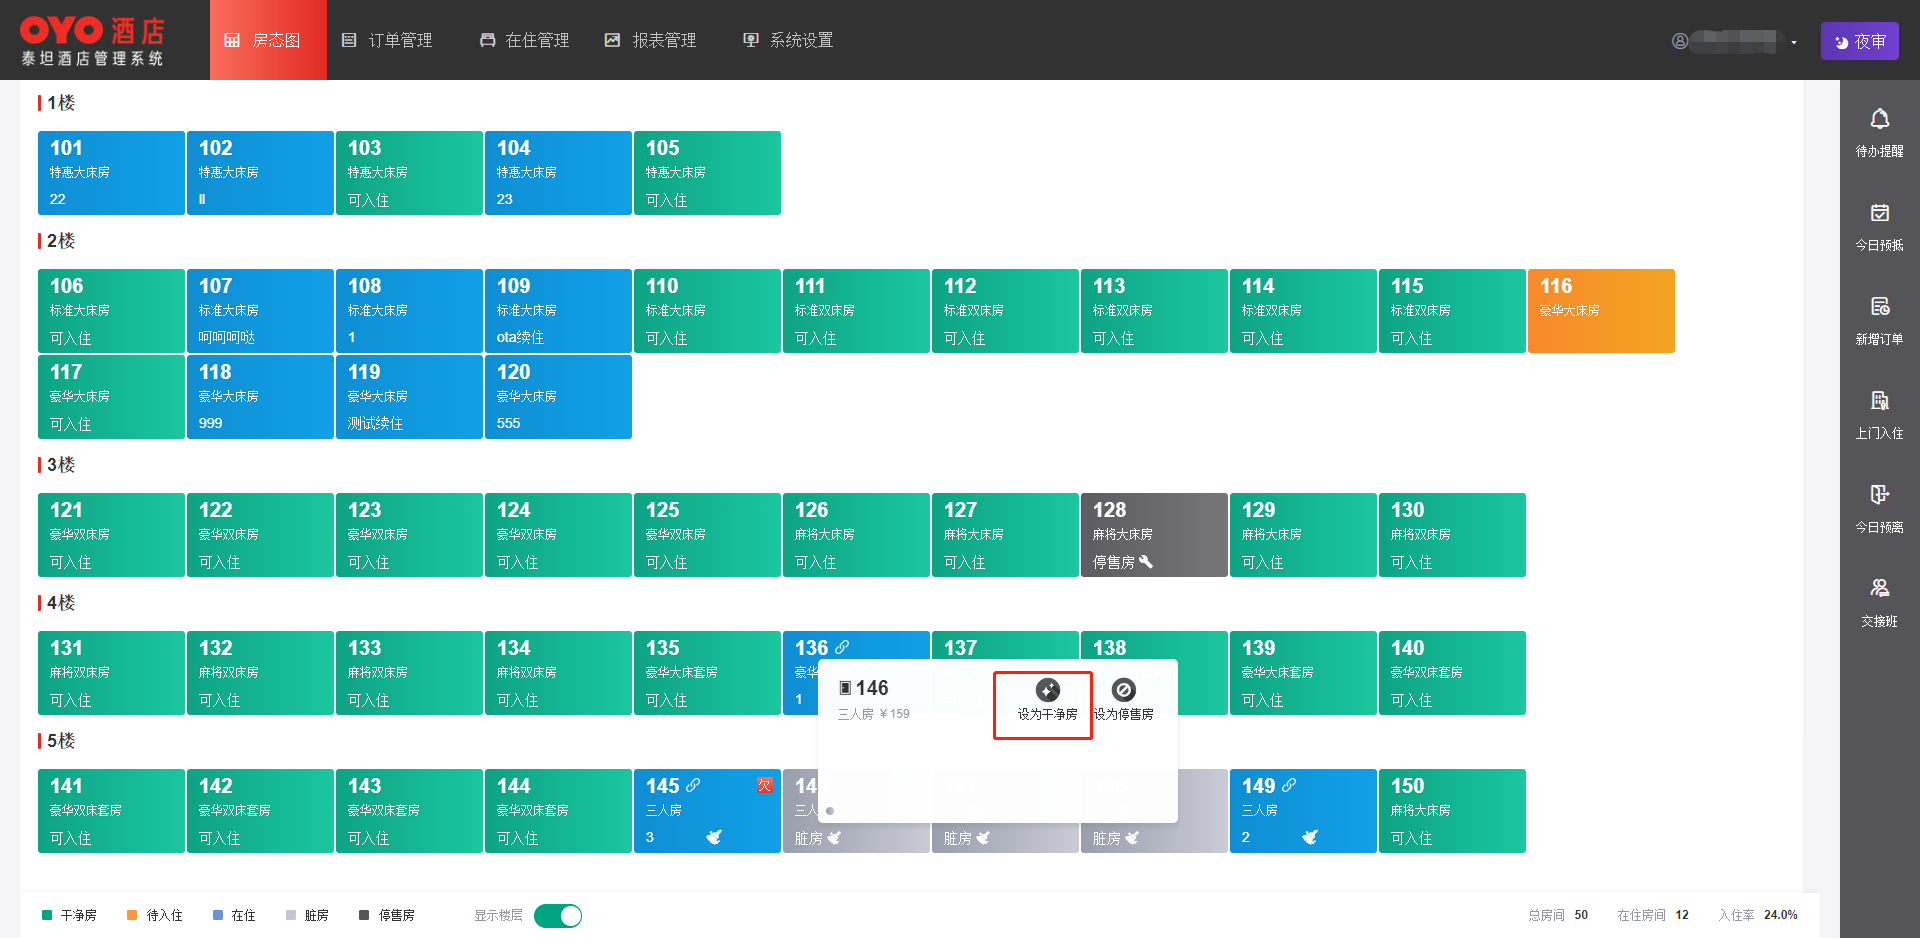 OYO 酒店
泰坦酒店管理系统
房态图 订单管理 在住管理 报表管理 系统设置 夜审
1楼
101 102 103 104 105
特惠大床房 特惠大床房 特惠大床房 特惠大床房 特惠大床房
22 ll 可入住 23 可入住
2楼
106 107 108 109 110 111 112 113 114 115 116
标准大床房 标准大床房 标准大床房 标准大床房 标准大床房 标准双床房 标准双床房 标准双床房 标准双床房 标准双床房 豪华大床房
可入住 呵呵呵哒 1 ota续住 可入住 可入住 可入住 可入住 可入住 可入住
117 118 119 120
豪华大床房 豪华大床房 豪华大床房 豪华大床房
可入住 999 测试续住 555
3楼
121 122 123 124 125 126 127 128 129 130
豪华双床房 豪华双床房 豪华双床房 豪华双床房 豪华双床房 麻将大床房 麻将大床房 麻将大床房 麻将大床房 麻将双床房
可入住 可入住 可入住 可入住 可入住 可入住 可入住 停售房 可入住 可入住
4楼
131 132 133 134 135 136 137 138 139 140
麻将双床房 麻将双床房 麻将双床房 麻将双床房 豪华大床套房 豪华 豪华大床套房 豪华双床套房
可入住 可入住 可入住 可入住 可入住 1 可入住 可入住
146
三人房 ¥159
设为干净房 设为停售房
5楼
141 142 143 144 145 欠 149 150
豪华双床套房 豪华双床套房 豪华双床套房 豪华双床套房 三人房 三人 三人房 麻将大床房
可入住 可入住 可入住 可入住 3 脏房 脏房 脏房 2 可入住
干净房 待入住 在住 脏房 停售房 显示楼层 总房间 50 在住房间 12 入住率 24.0%
待办提醒
今日预抵
新增订单
上门入住
今日预离
交接班